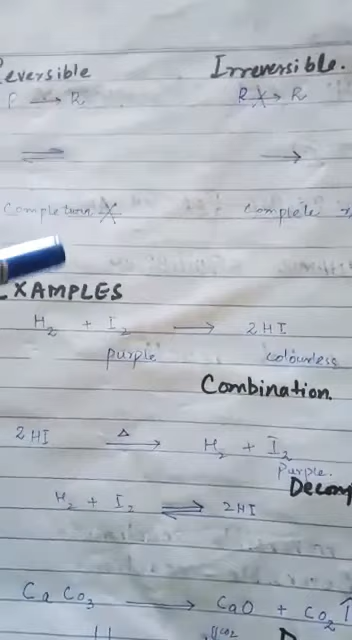 eversible Irreversible.
P → R R → R
⇌ →
completion X complete
EXAMPLES
H₂ + I₂ → 2HI
purple colourless
Combination.
2HI Δ→ H₂ + I₂
Purple.
Decom
H₂ + I₂ ⇌ 2HI
CaCO₃ → CaO + CO₂↑